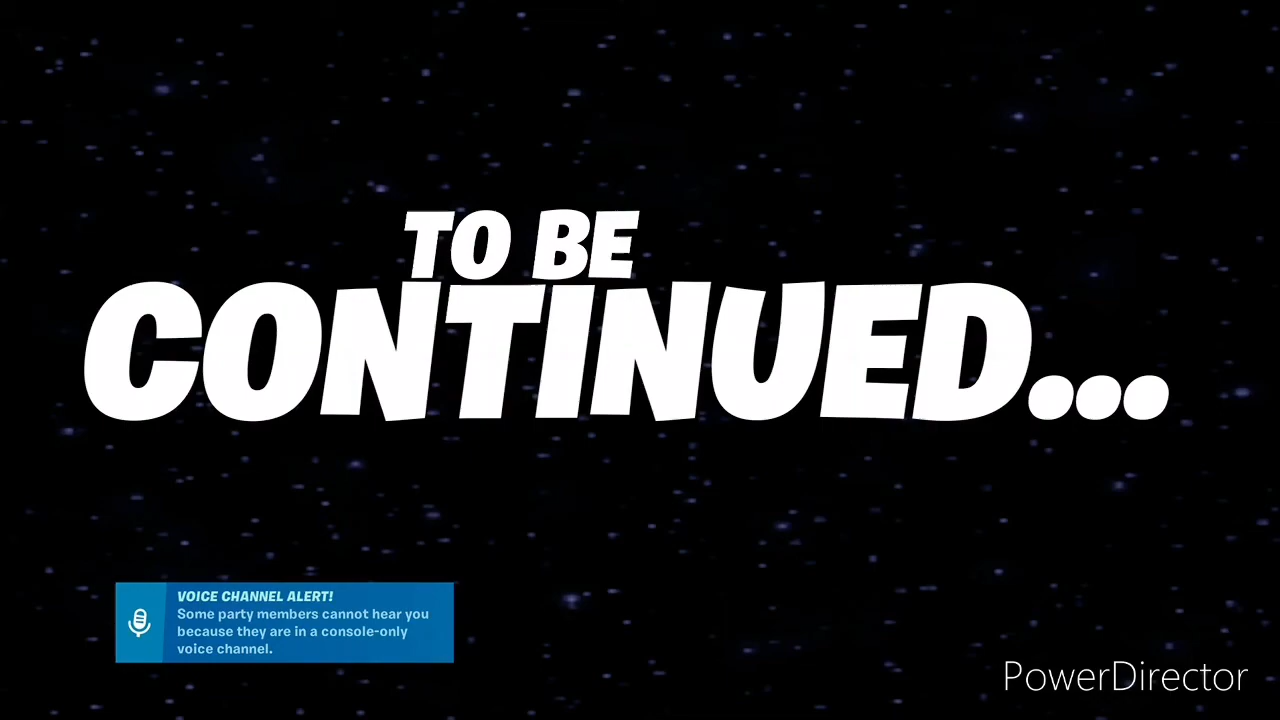 TO BE
CONTINUED...
VOICE CHANNEL ALERT!
Some party members cannot hear you
because they are in a console-only
voice channel.
PowerDirector